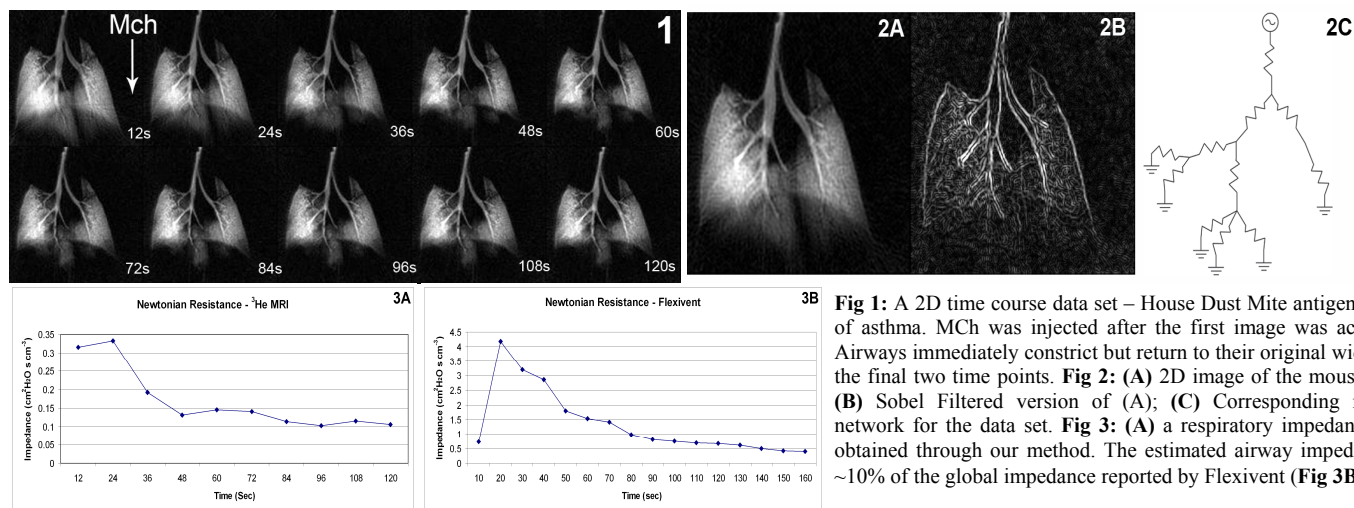 Mch
1
12s
24s
36s
48s
60s
72s
84s
96s
108s
120s
2A
2B
2C
Newtonian Resistance - ³He MRI
3A
Impedance (cm²H₂O s cm⁻³)
0.35
0.3
0.25
0.2
0.15
0.1
0.05
0
12 24 36 48 60 72 84 96 108 120
Time (Sec)
Newtonian Resistance - Flexivent
3B
Impedance (cm²H₂O s cm⁻³)
4.5
4
3.5
3
2.5
2
1.5
1
0.5
0
10 20 30 40 50 60 70 80 90 100 110 120 130 140 150 160
Time (sec)
Fig 1: A 2D time course data set – House Dust Mite antigen
of asthma. MCh was injected after the first image was ac
Airways immediately constrict but return to their original wi
the final two time points. Fig 2: (A) 2D image of the mous
(B) Sobel Filtered version of (A); (C) Corresponding
network for the data set. Fig 3: (A) a respiratory impedan
obtained through our method. The estimated airway imped
~10% of the global impedance reported by Flexivent (Fig 3B